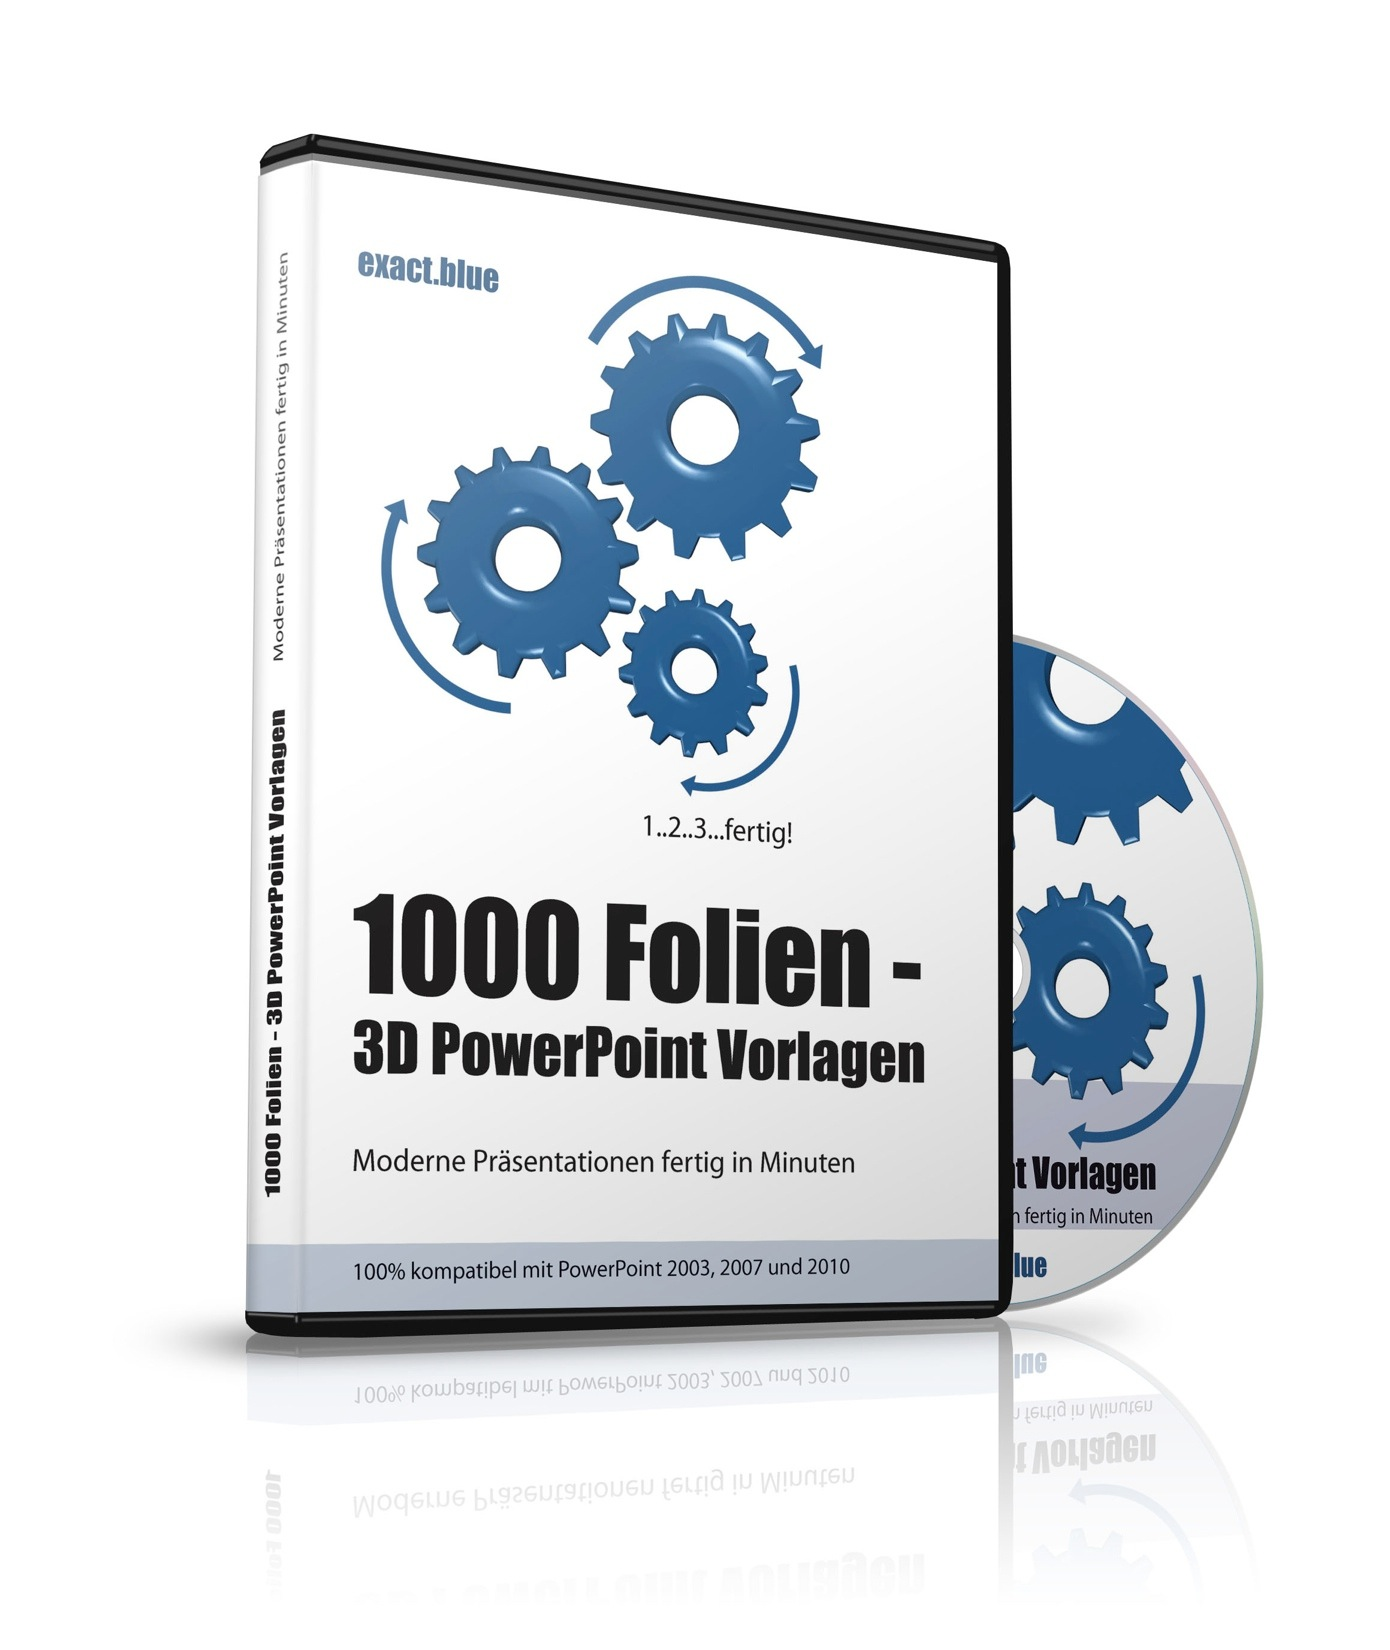 exact.blue
1..2..3...fertig!
1000 Folien -
3D PowerPoint Vorlagen
Moderne Präsentationen fertig in Minuten
100% kompatibel mit PowerPoint 2003, 2007 und 2010
1000 Folien - 3D PowerPoint Vorlagen Moderne Präsentationen fertig in Minuten
nt Vorlagen
n fertig in Minuten
lue